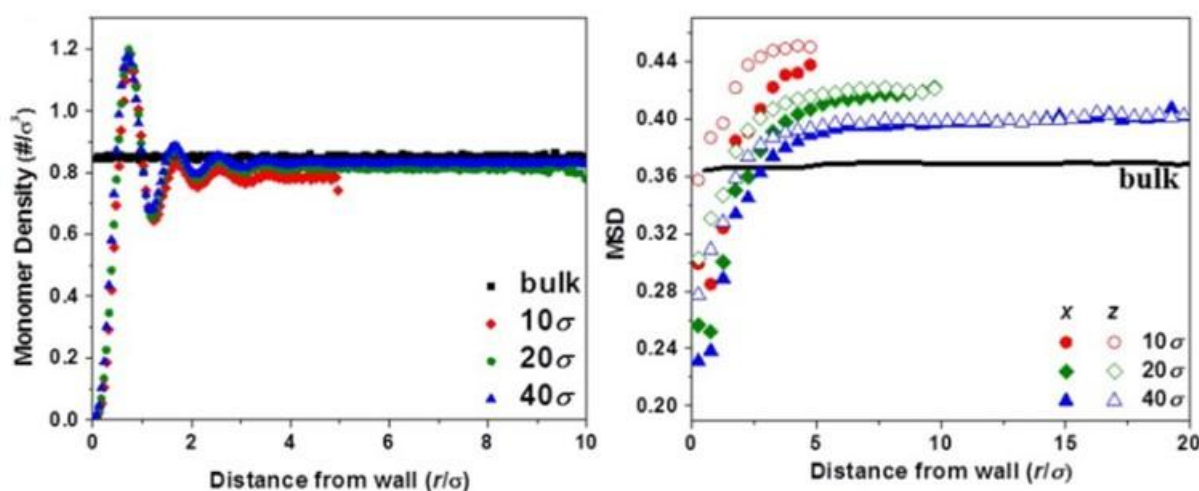 1.2
1.0
0.8
0.6
0.4
0.2
0.0
Monomer Density (#/σ³)
bulk
10σ
20σ
40σ
0 2 4 6 8 10
Distance from wall (r/σ)
0.44
0.40
0.36
0.32
0.28
0.24
0.20
MSD
bulk
x z
10σ
20σ
40σ
0 5 10 15 20
Distance from wall (r/σ)